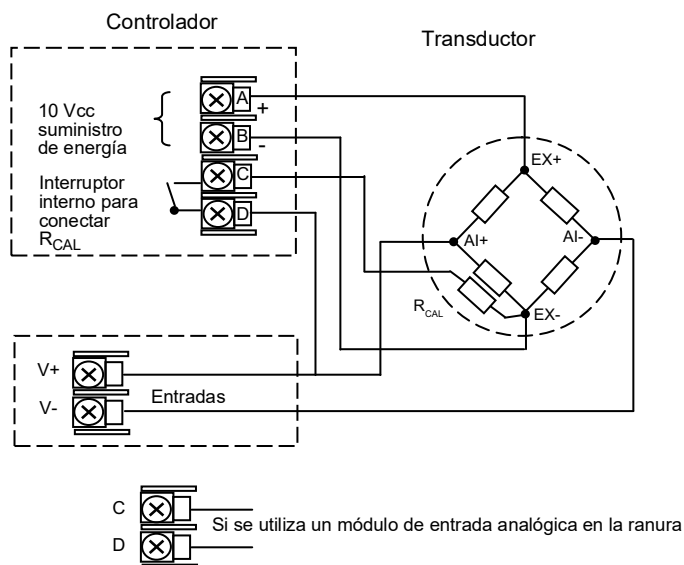 Controlador
Transductor
10 Vcc
suministro
de energía
A
+
B
-
Interruptor
interno para
conectar
RCAL
C
D
EX+
AI+
AI-
RCAL
EX-
V+
V-
Entradas
C
D
Si se utiliza un módulo de entrada analógica en la ranura